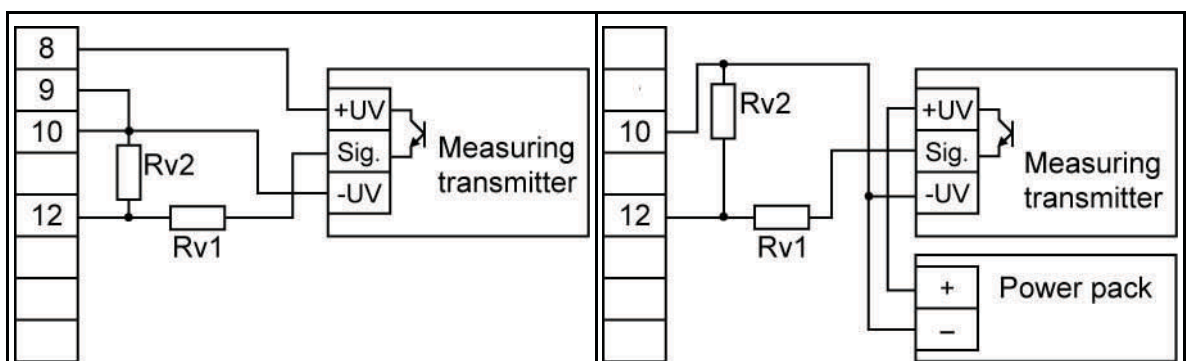 8
9
10
12
Rv2
Rv1
+UV
Sig.
-UV
Measuring
transmitter
10
12
Rv2
Rv1
+UV
Sig.
-UV
Measuring
transmitter
+
–
Power pack